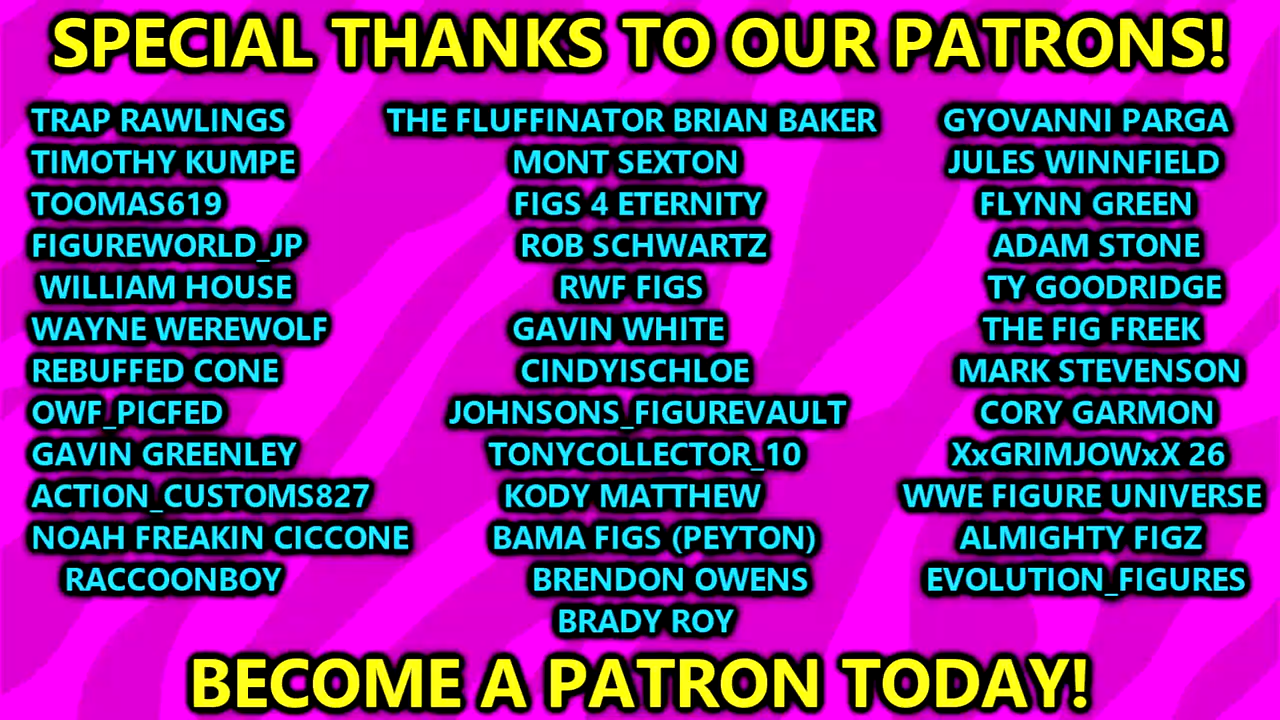 SPECIAL THANKS TO OUR PATRONS!
TRAP RAWLINGS
TIMOTHY KUMPE
TOOMAS619
FIGUREWORLD_JP
WILLIAM HOUSE
WAYNE WEREWOLF
REBUFFED CONE
OWF_PICFED
GAVIN GREENLEY
ACTION_CUSTOMS827
NOAH FREAKIN CICCONE
RACCOONBOY
THE FLUFFINATOR BRIAN BAKER
MONT SEXTON
FIGS 4 ETERNITY
ROB SCHWARTZ
RWF FIGS
GAVIN WHITE
CINDYISCHLOE
JOHNSONS_FIGUREVAULT
TONYCOLLECTOR_10
KODY MATTHEW
BAMA FIGS (PEYTON)
BRENDON OWENS
BRADY ROY
GYOVANNI PARGA
JULES WINNFIELD
FLYNN GREEN
ADAM STONE
TY GOODRIDGE
THE FIG FREEK
MARK STEVENSON
CORY GARMON
XxGRIMJOWxX 26
WWE FIGURE UNIVERSE
ALMIGHTY FIGZ
EVOLUTION_FIGURES
BECOME A PATRON TODAY!